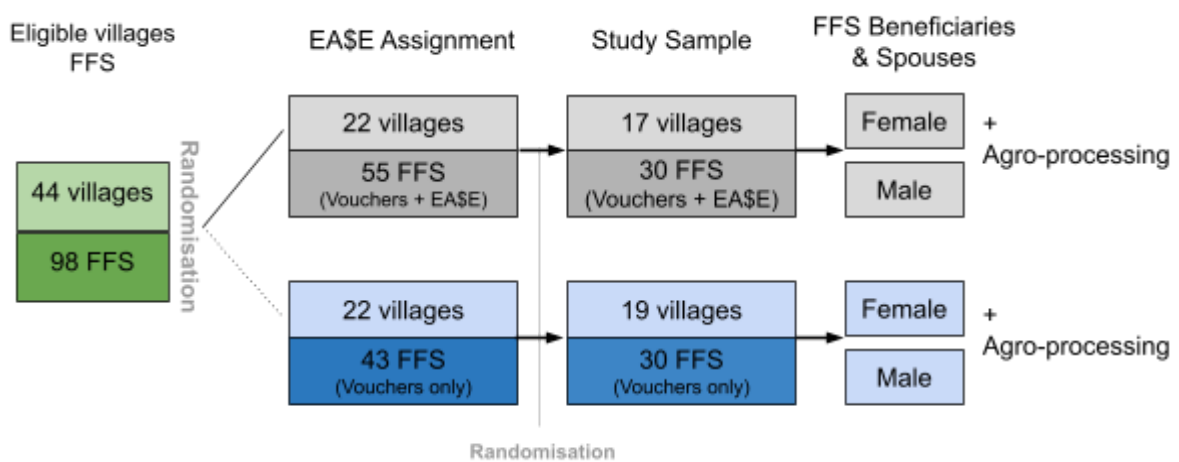 Eligible villages
FFS
EA$E Assignment
Study Sample
FFS Beneficiaries
& Spouses
44 villages
98 FFS
Randomisation
22 villages
55 FFS
(Vouchers + EA$E)
17 villages
30 FFS
(Vouchers + EA$E)
Female
Male
+
Agro-processing
22 villages
43 FFS
(Vouchers only)
19 villages
30 FFS
(Vouchers only)
Female
Male
+
Agro-processing
Randomisation